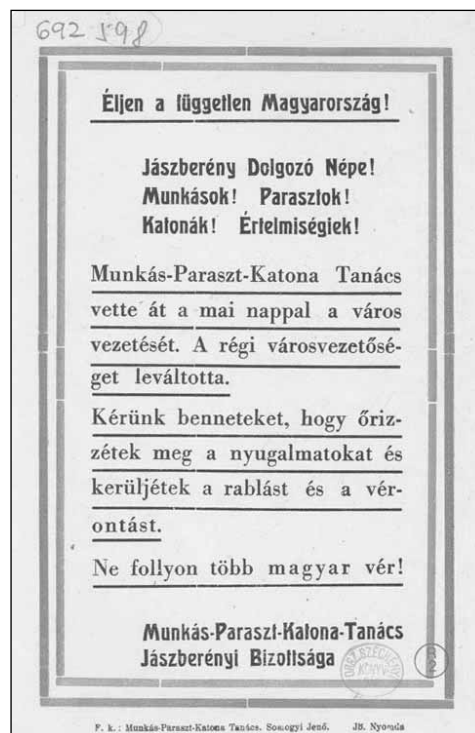 692 598
Éljen a független Magyarország!
Jászberény Dolgozó Népe!
Munkások! Parasztok!
Katonák! Értelmiségiek!
Munkás-Paraszt-Katona Tanács
vette át a mai nappal a város
vezetését. A régi városvezetősé-
get leváltotta.
Kérünk benneteket, hogy őriz-
zétek meg a nyugalmatokat és
kerüljétek a rablást és a vér-
ontást.
Ne follyon több magyar vér!
Munkás-Paraszt-Katona-Tanács
Jászberényi Bizottsága
F. k.: Munkás-Paraszt-Katona Tanács. Somogyi Jenő. JB. Nyomda